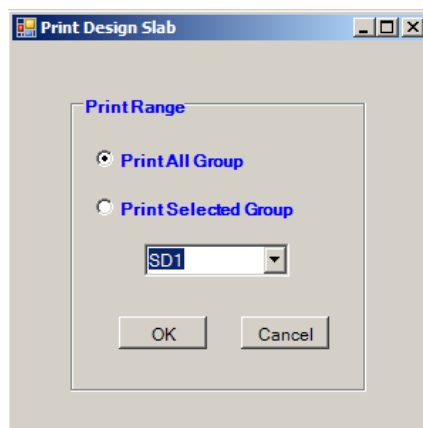 Print Design Slab
Print Range
Print All Group
Print Selected Group
SD1
OK
Cancel